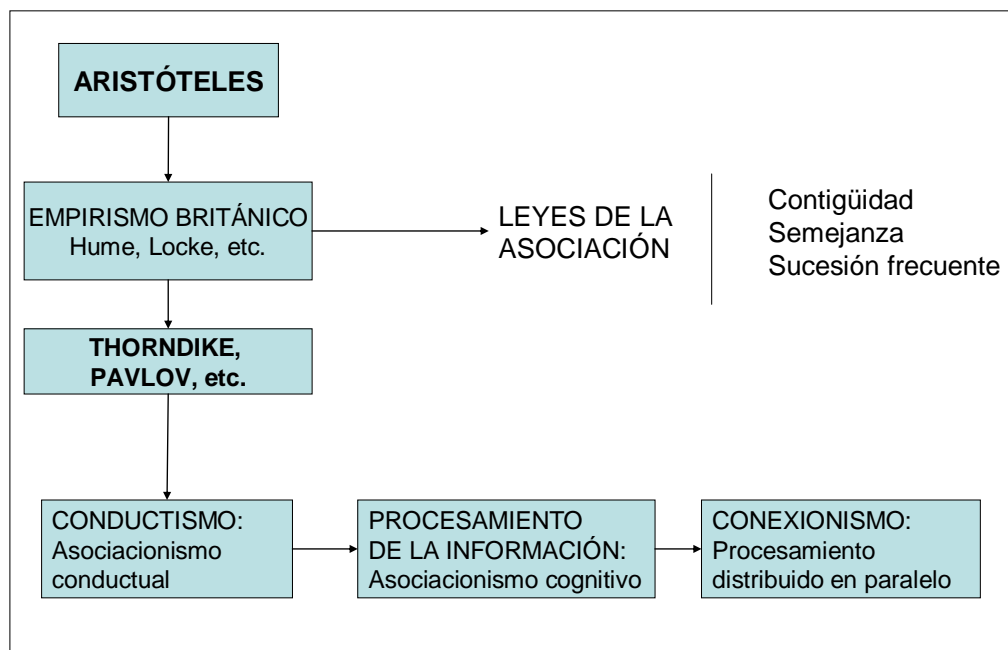 ARISTÓTELES
EMPIRISMO BRITÁNICO
Hume, Locke, etc.
LEYES DE LA
ASOCIACIÓN
Contigüidad
Semejanza
Sucesión frecuente
THORNDIKE,
PAVLOV, etc.
CONDUCTISMO:
Asociacionismo
conductual
PROCESAMIENTO
DE LA INFORMACIÓN:
Asociacionismo cognitivo
CONEXIONISMO:
Procesamiento
distribuido en paralelo